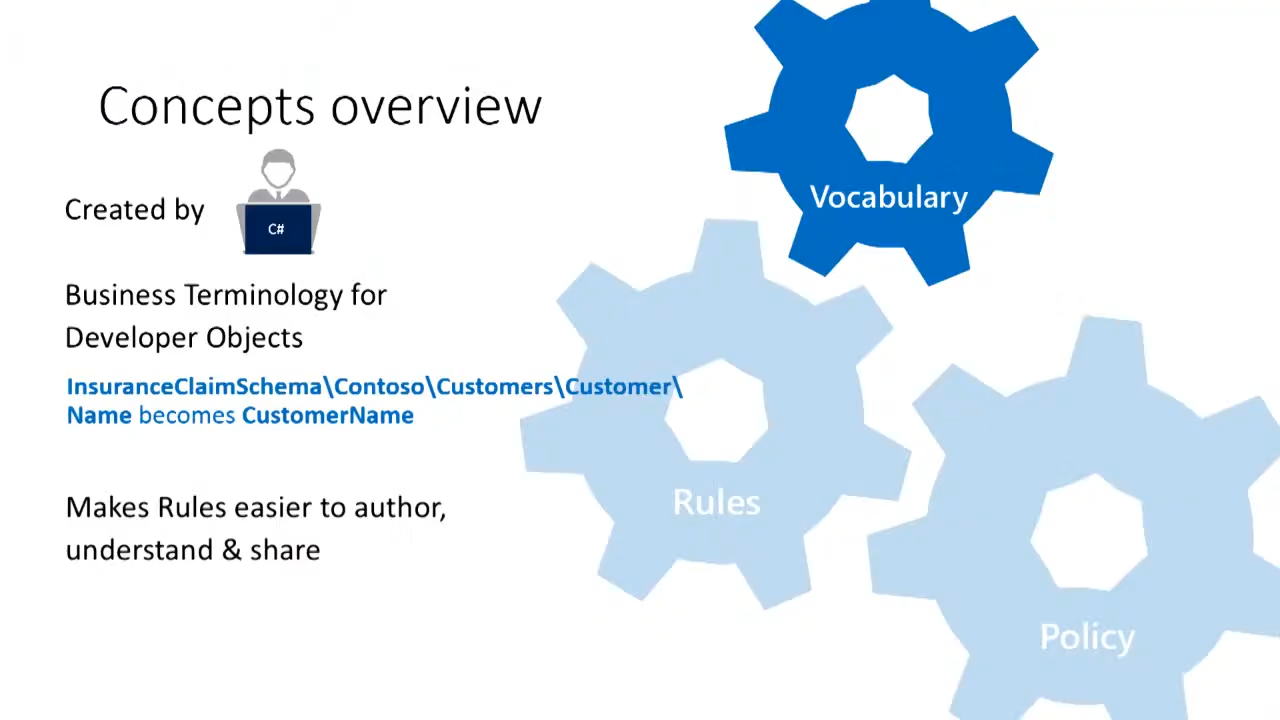 Concepts overview
Created by
C#
Business Terminology for
Developer Objects
InsuranceClaimSchema\Contoso\Customers\Customer\
Name becomes CustomerName
Makes Rules easier to author,
understand & share
Vocabulary
Rules
Policy